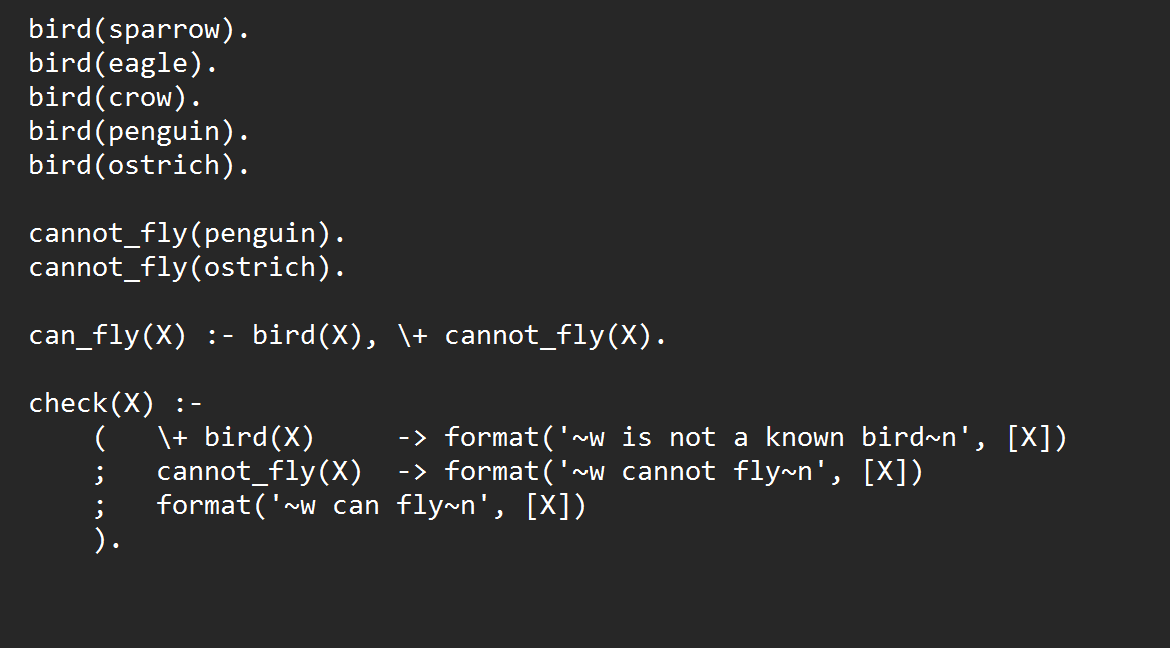 bird(sparrow).
bird(eagle).
bird(crow).
bird(penguin).
bird(ostrich).

cannot_fly(penguin).
cannot_fly(ostrich).

can_fly(X) :- bird(X), \+ cannot_fly(X).

check(X) :-
    (   \+ bird(X)     -> format('~w is not a known bird~n', [X])
    ;   cannot_fly(X)  -> format('~w cannot fly~n', [X])
    ;   format('~w can fly~n', [X])
    ).